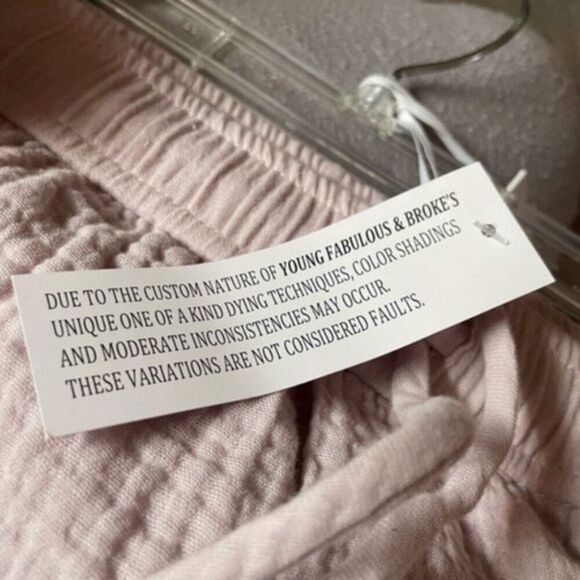 DUE TO THE CUSTOM NATURE OF YOUNG FABULOUS & BROKE'S
UNIQUE ONE OF A KIND DYING TECHNIQUES, COLOR SHADINGS
AND MODERATE INCONSISTENCIES MAY OCCUR.
THESE VARIATIONS ARE NOT CONSIDERED FAULTS.